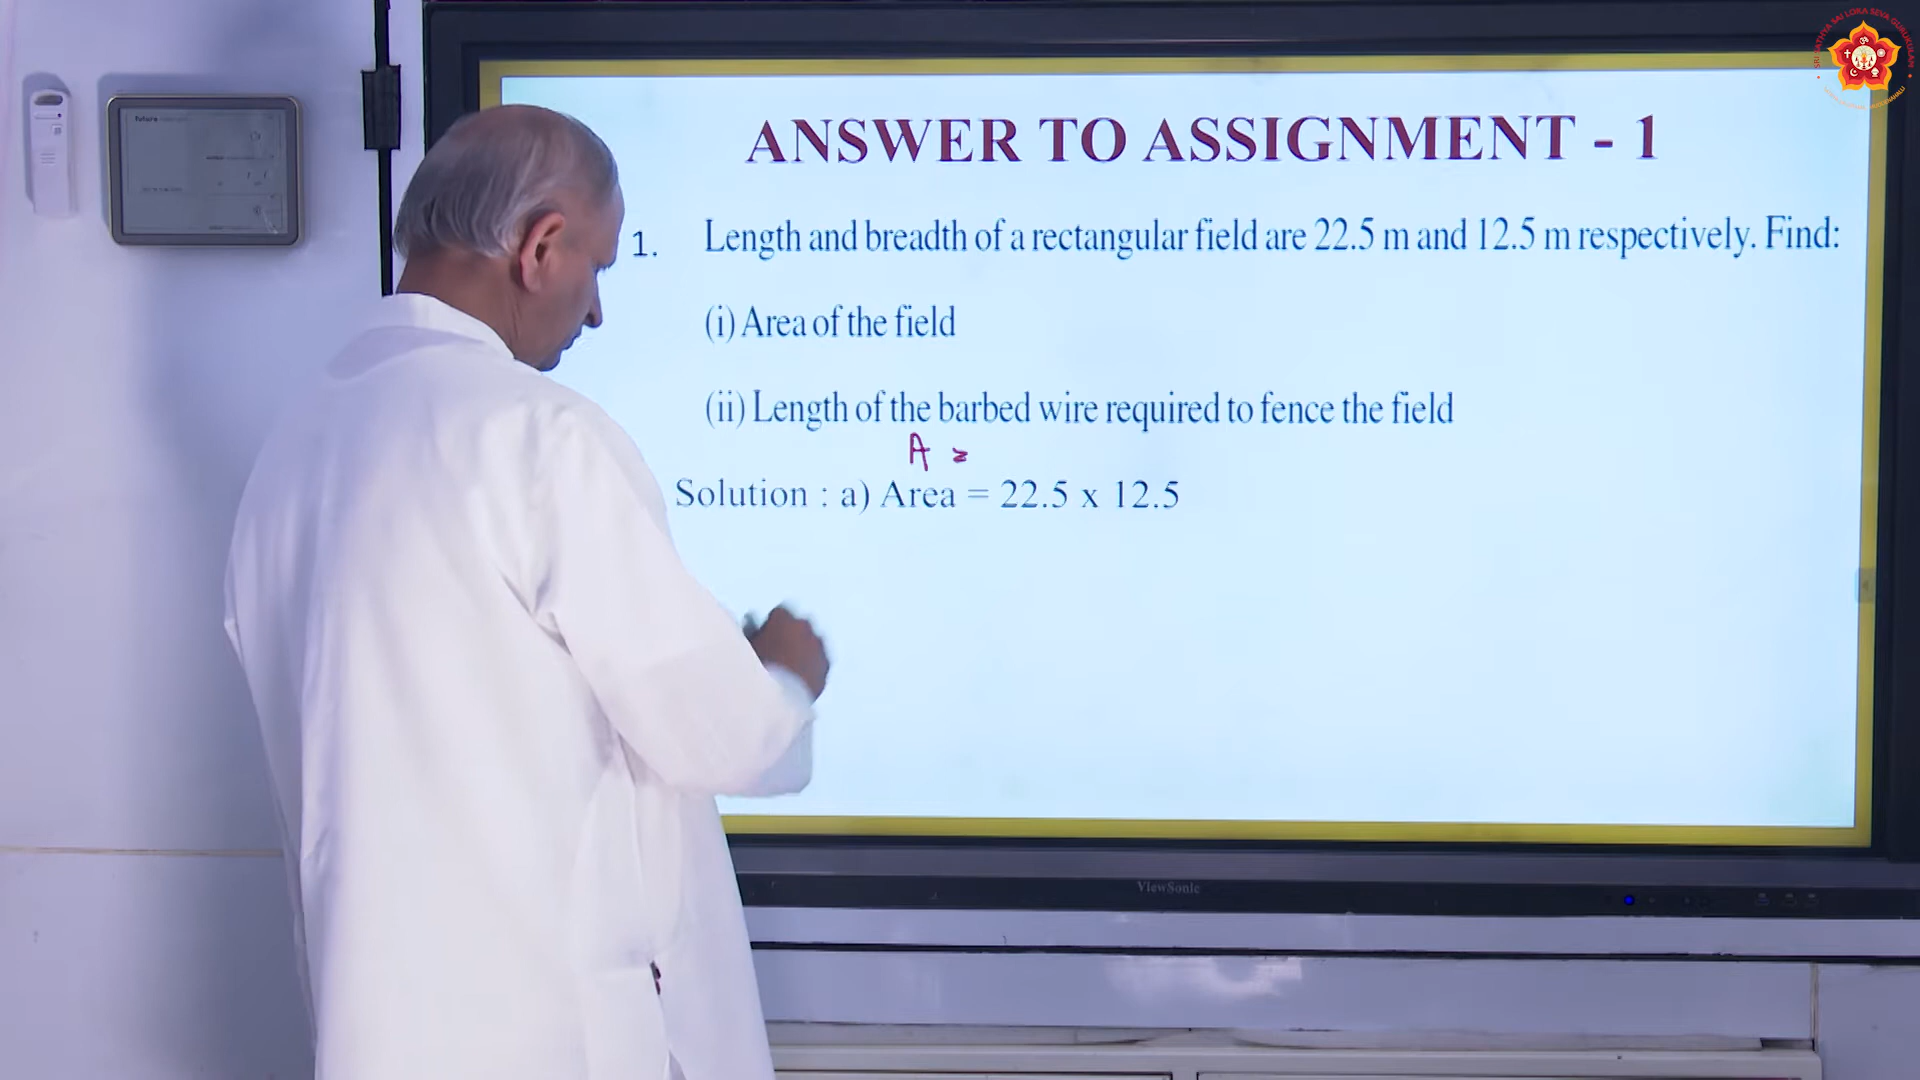 ANSWER TO ASSIGNMENT - 1
1. Length and breadth of a rectangular field are 22.5 m and 12.5 m respectively. Find:
(i) Area of the field
(ii) Length of the barbed wire required to fence the field
A =
Solution : a) Area = 22.5 x 12.5
ViewSonic